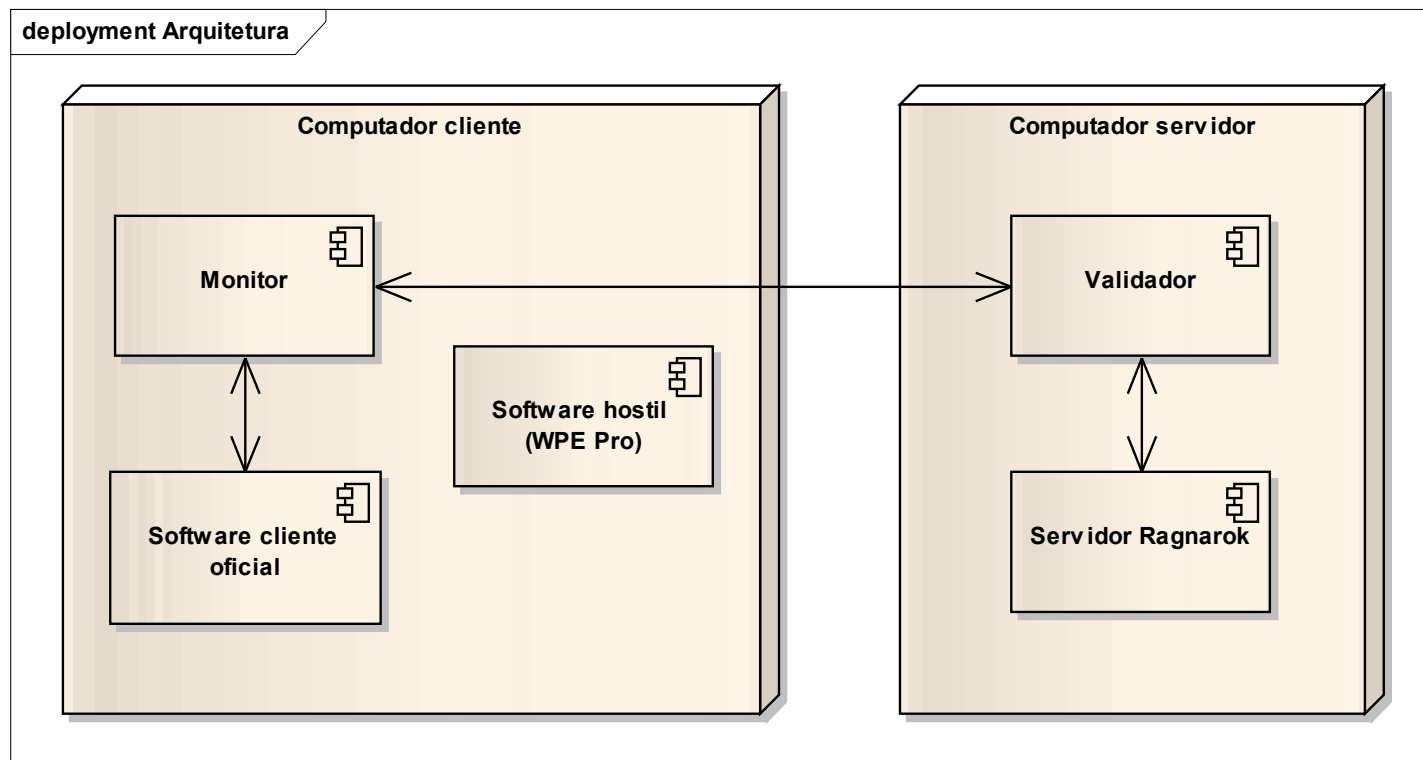 deployment Arquitetura
Computador cliente
Computador servidor
Monitor
Validador
Software hostil
(WPE Pro)
Software cliente
oficial
Servidor Ragnarok